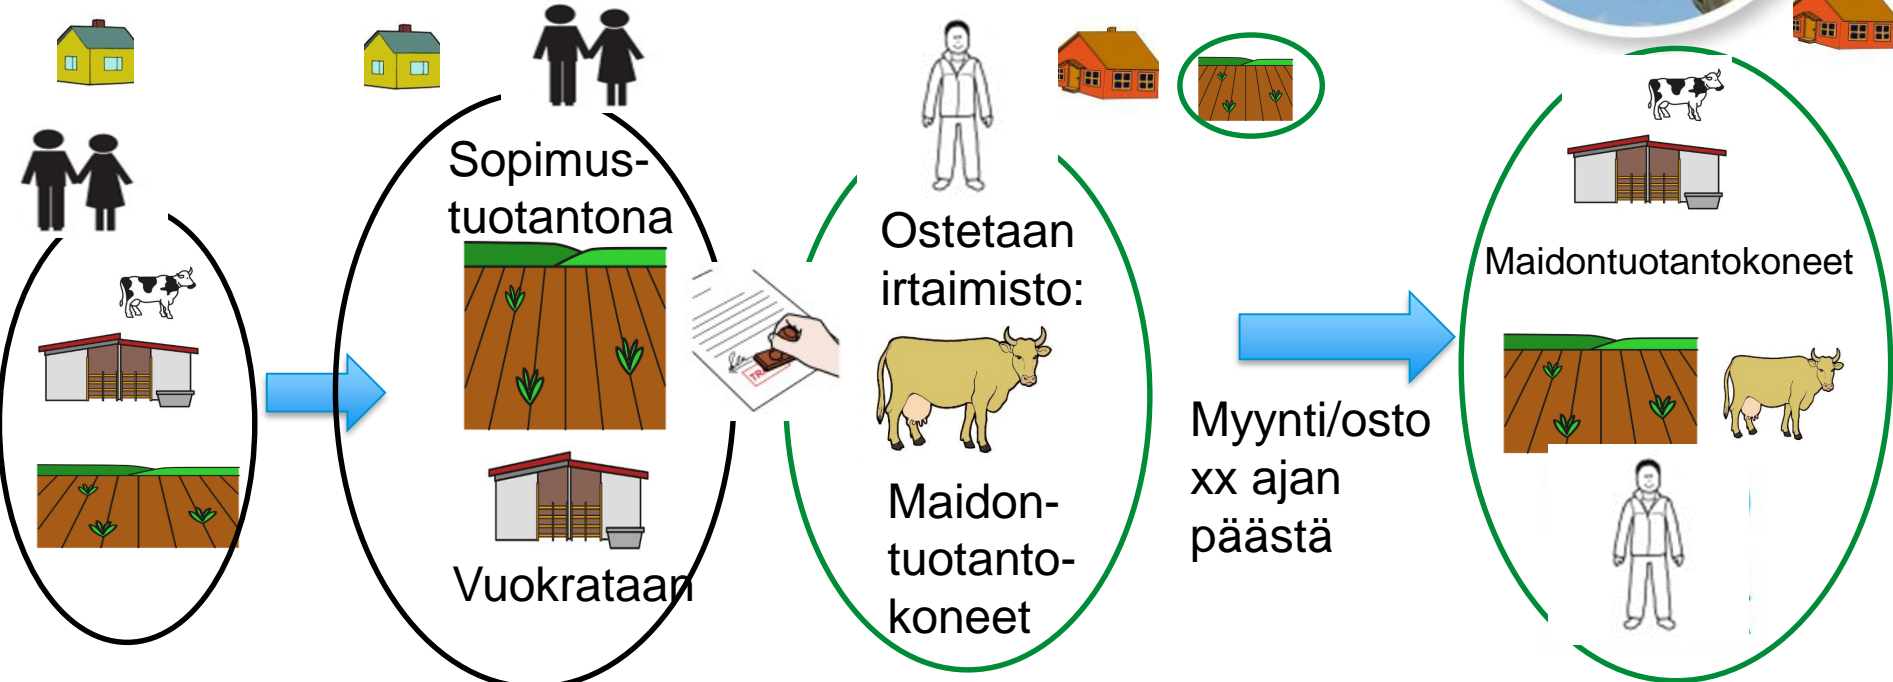 Sopimus-
tuotantona
Vuokrataan
Ostetaan
irtaimisto:
Maidon-
tuotanto-
koneet
Myynti/osto
xx ajan
päästä
Maidontuotantokoneet